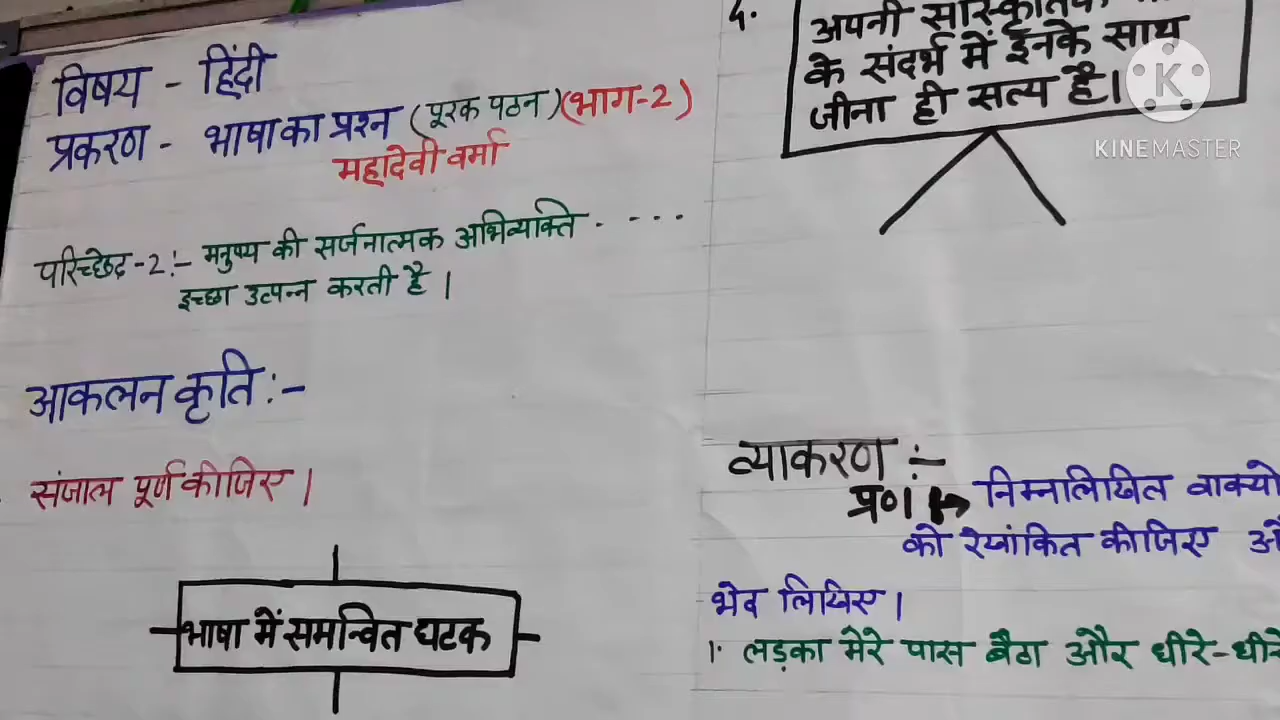 विषय - हिंदी
प्रकरण - भाषा का प्रश्न (पूरक पठन) (भाग-2)
महादेवी वर्मा
परिच्छेद-2:- मनुष्य की सर्जनात्मक अभिव्यक्ति . ....
इच्छा उत्पन्न करती है।
आकलन कृति:-
संजाल पूर्ण कीजिए।
भाषा में समन्वित घटक
4.
अपनी सांस्कृतिक
के संदर्भ में इनके साथ
जीना ही सत्य है।
K
KINEMASTER
व्याकरण :-
प्र०1 → निम्नलिखित वाक्यो
को रेखांकित कीजिए
भेद लिखिए।
1. लड़का मेरे पास बैठा और धीरे-धीरे